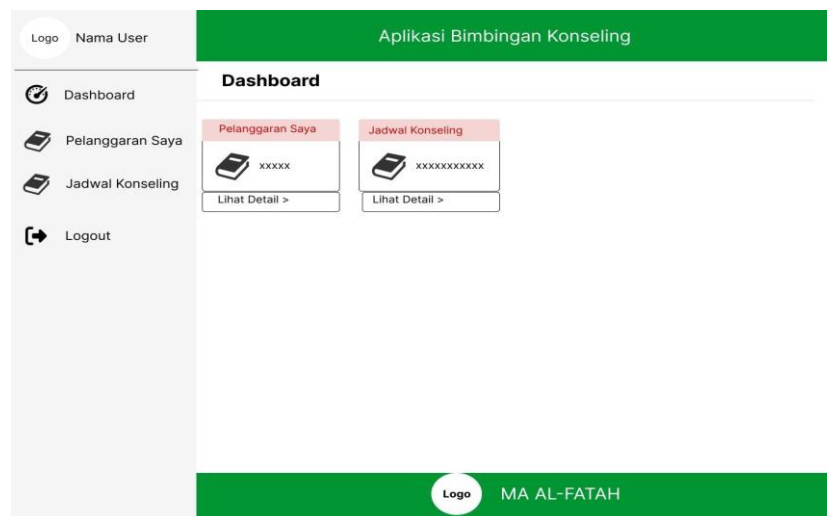 Logo Nama User
Aplikasi Bimbingan Konseling
Dashboard
Pelanggaran Saya
Jadwal Konseling
Logout
Dashboard
Pelanggaran Saya
xxxxx
Lihat Detail >
Jadwal Konseling
xxxxxxxxxxx
Lihat Detail >
Logo MA AL-FATAH